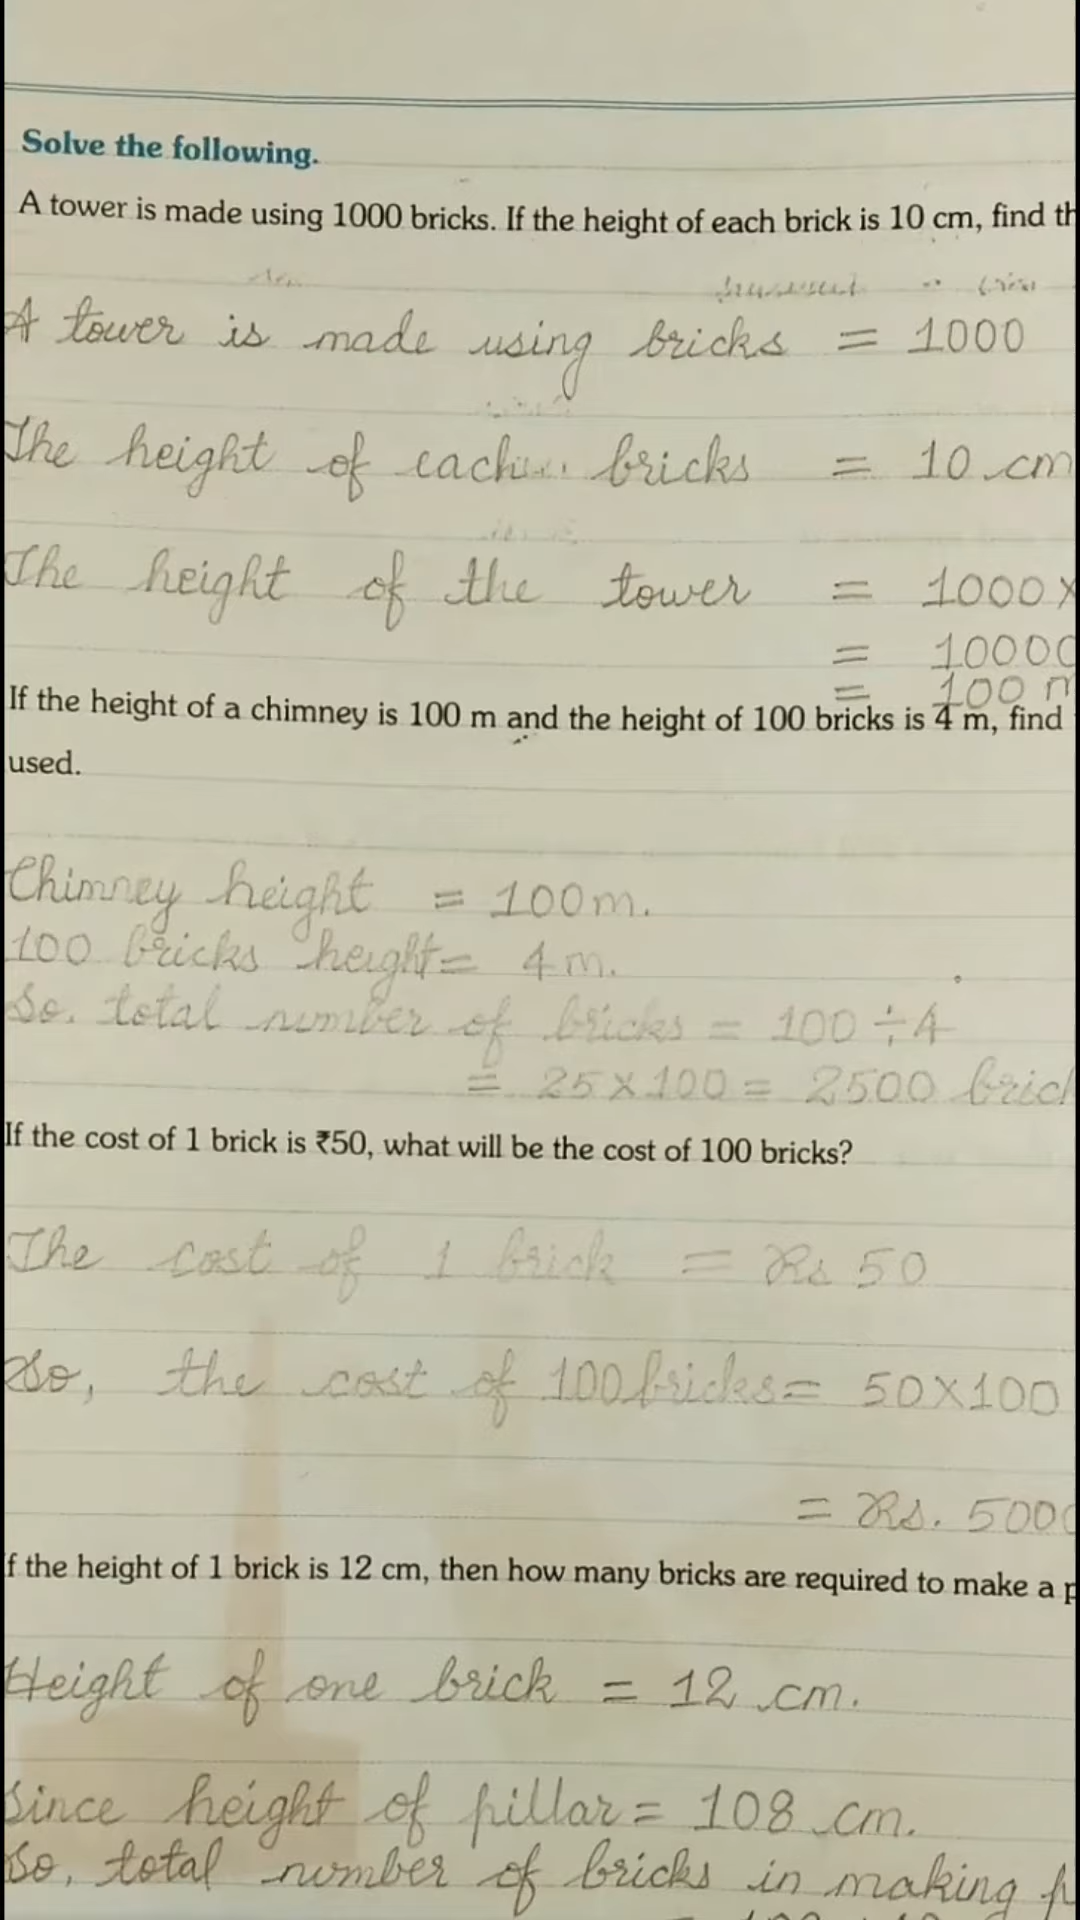 Solve the following.
A tower is made using 1000 bricks. If the height of each brick is 10 cm, find th
A tower is made using bricks = 1000
The height of each bricks = 10 cm
The height of the tower = 1000 x
= 1000
= 100 m
If the height of a chimney is 100 m and the height of 100 bricks is 4 m, find
used.
Chimney height = 100 m.
100 bricks height = 4 m.
So, total number of bricks = 100 ÷ 4
= 25 x 100 = 2500 brick
If the cost of 1 brick is ₹50, what will be the cost of 100 bricks?
The cost of 1 brick = Rs 50
So, the cost of 100 bricks = 50 x 100
= Rs. 500
f the height of 1 brick is 12 cm, then how many bricks are required to make a p
Height of one brick = 12 cm.
Since height of pillar = 108 cm.
So, total number of bricks in making p